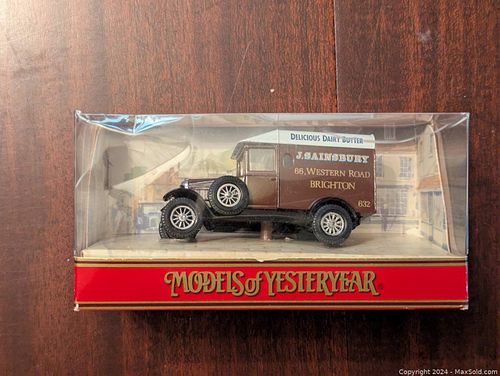 DELICIOUS DAIRY BUTTER
J. SAINSBURY
66, WESTERN ROAD
BRIGHTON
632
MODELS of YESTERYEAR
Copyright 2024 - MaxSold.com